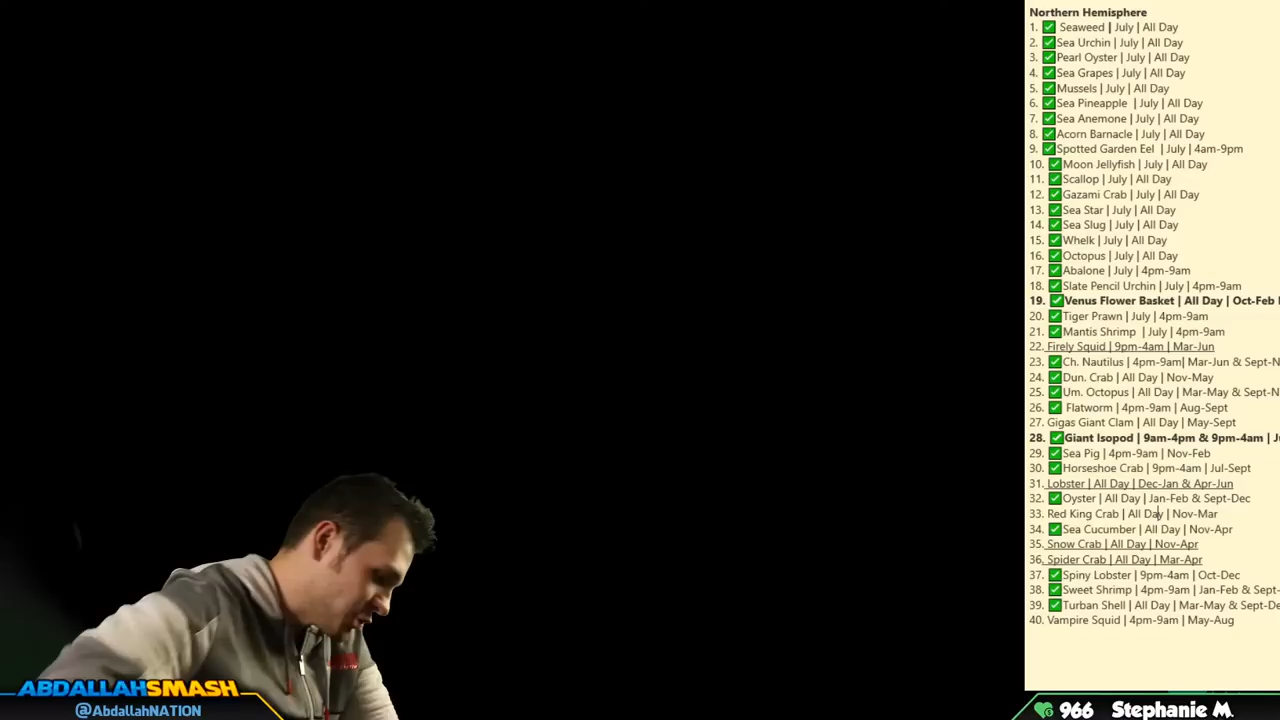 Northern Hemisphere
1. ✅ Seaweed | July | All Day
2. ✅Sea Urchin | July | All Day
3. ✅Pearl Oyster | July | All Day
4. ✅Sea Grapes | July | All Day
5. ✅Mussels | July | All Day
6. ✅Sea Pineapple | July | All Day
7. ✅Sea Anemone | July | All Day
8. ✅Acorn Barnacle | July | All Day
9. ✅Spotted Garden Eel | July | 4am-9pm
10. ✅Moon Jellyfish | July | All Day
11. ✅Scallop | July | All Day
12. ✅Gazami Crab | July | All Day
13. ✅Sea Star | July | All Day
14. ✅Sea Slug | July | All Day
15. ✅Whelk | July | All Day
16. ✅Octopus | July | All Day
17. ✅Abalone | July | 4pm-9am
18. ✅Slate Pencil Urchin | July | 4pm-9am
19. ✅Venus Flower Basket | All Day | Oct-Feb
20. ✅Tiger Prawn | July | 4pm-9am
21. ✅Mantis Shrimp | July | 4pm-9am
22. Firely Squid | 9pm-4am | Mar-Jun
23. ✅Ch. Nautilus | 4pm-9am| Mar-Jun & Sept-N
24. ✅Dun. Crab | All Day | Nov-May
25. ✅Um. Octopus | All Day | Mar-May & Sept-N
26. ✅ Flatworm | 4pm-9am | Aug-Sept
27. Gigas Giant Clam | All Day | May-Sept
28. ✅Giant Isopod | 9am-4pm & 9pm-4am | Ju
29. ✅Sea Pig | 4pm-9am | Nov-Feb
30. ✅Horseshoe Crab | 9pm-4am | Jul-Sept
31. Lobster | All Day | Dec-Jan & Apr-Jun
32. ✅Oyster | All Day | Jan-Feb & Sept-Dec
33. Red King Crab | All Day | Nov-Mar
34. ✅Sea Cucumber | All Day | Nov-Apr
35. Snow Crab | All Day | Nov-Apr
36. Spider Crab | All Day | Mar-Apr
37. ✅Spiny Lobster | 9pm-4am | Oct-Dec
38. ✅Sweet Shrimp | 4pm-9am | Jan-Feb & Sept-
39. ✅Turban Shell | All Day | Mar-May & Sept-De
40. Vampire Squid | 4pm-9am | May-Aug
ABDALLAHSMASH
@AbdallahNATION
966 Stephanie M.